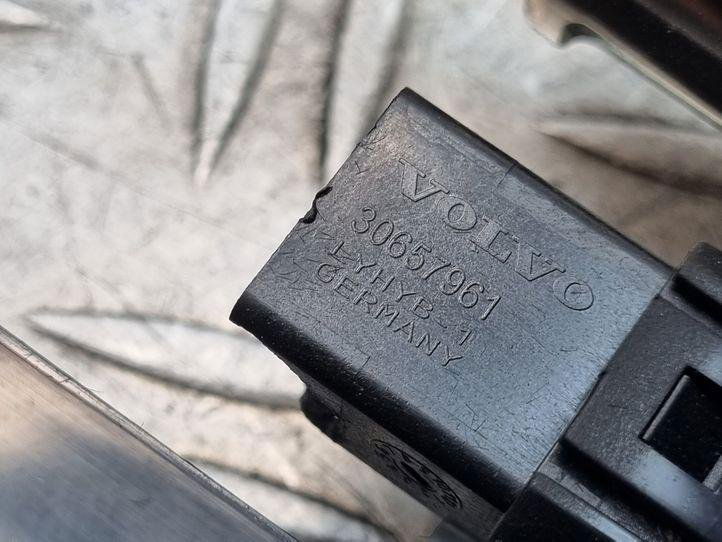 VOLVO
30657961
LYHYB-1
GERMANY